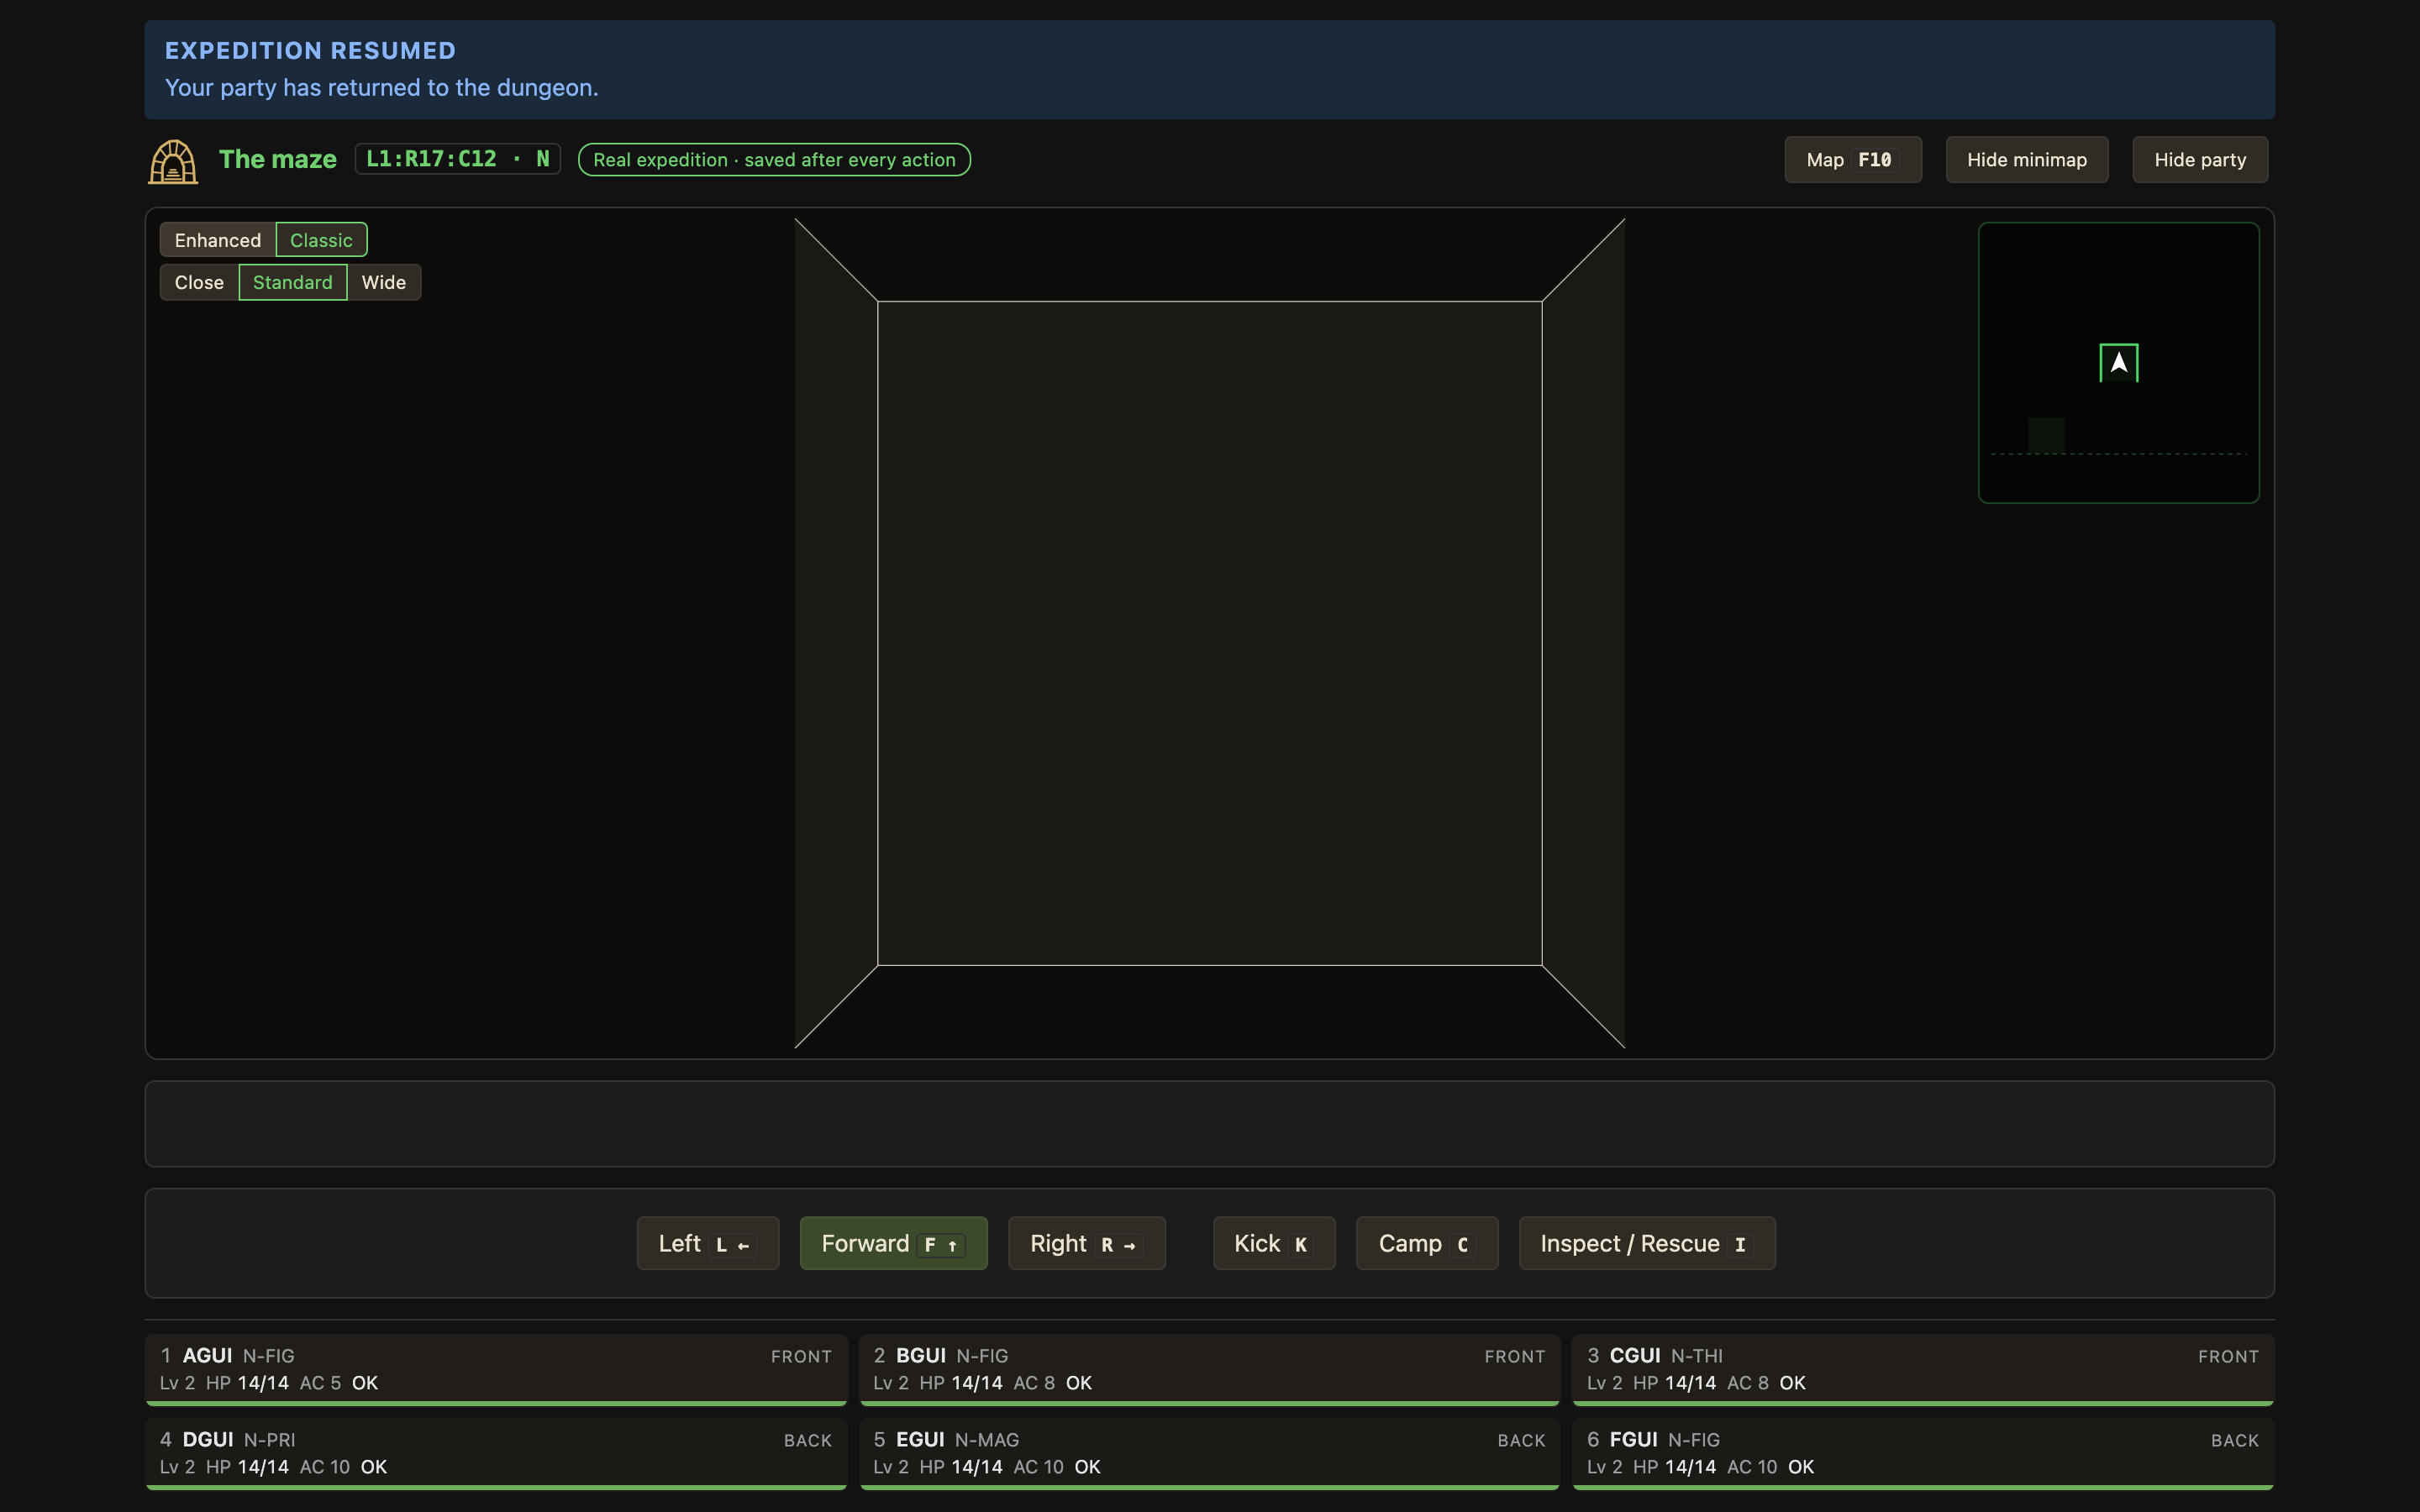 EXPEDITION RESUMED
Your party has returned to the dungeon.
The maze L1:R17:C12 · N Real expedition · saved after every action Map F10 Hide minimap Hide party
Enhanced Classic
Close Standard Wide
Left L ← Forward F ↑ Right R → Kick K Camp C Inspect / Rescue I
1 AGUI N-FIG FRONT 2 BGUI N-FIG FRONT 3 CGUI N-THI FRONT
Lv 2 HP 14/14 AC 5 OK Lv 2 HP 14/14 AC 8 OK Lv 2 HP 14/14 AC 8 OK
4 DGUI N-PRI BACK 5 EGUI N-MAG BACK 6 FGUI N-FIG BACK
Lv 2 HP 14/14 AC 10 OK Lv 2 HP 14/14 AC 10 OK Lv 2 HP 14/14 AC 10 OK